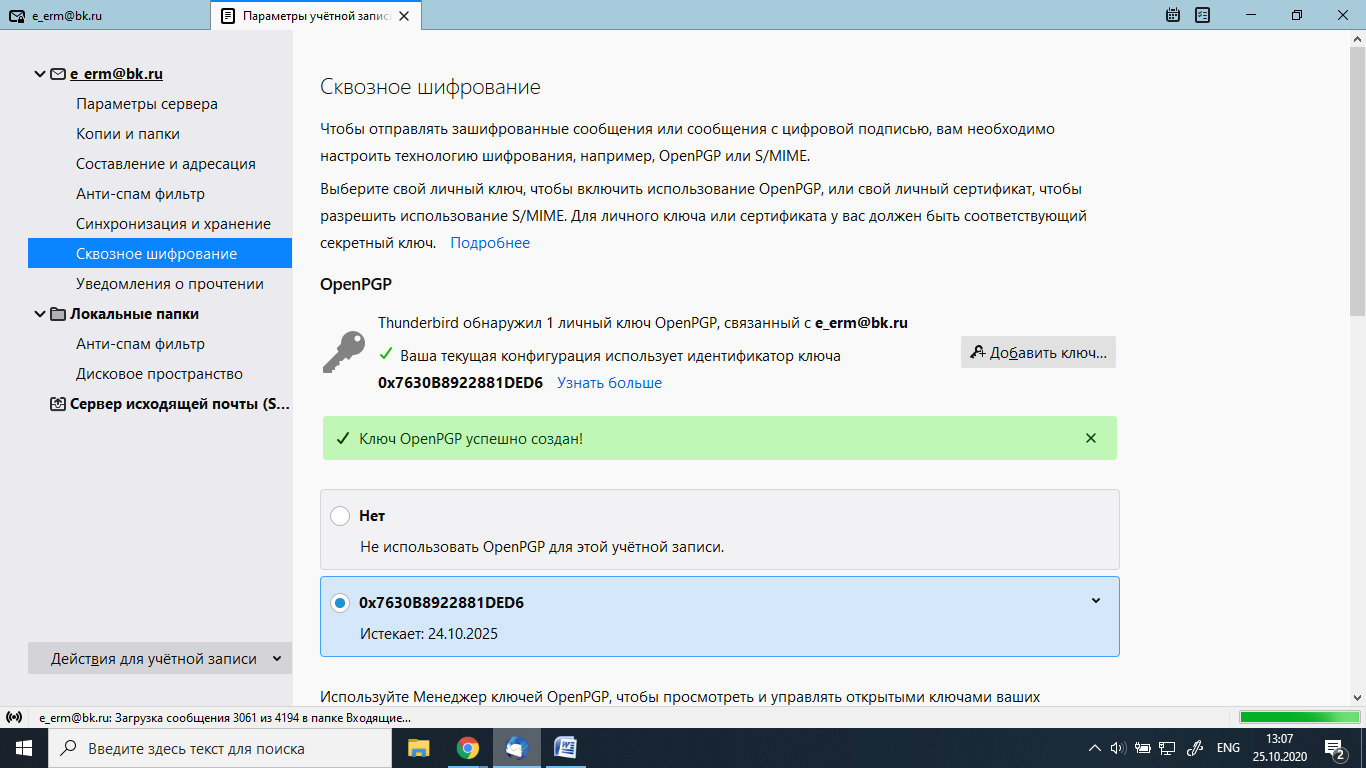 e_erm@bk.ru
Параметры учётной запис
e_erm@bk.ru
Параметры сервера
Копии и папки
Составление и адресация
Анти-спам фильтр
Синхронизация и хранение
Сквозное шифрование
Уведомления о прочтении
Локальные папки
Анти-спам фильтр
Дисковое пространство
Сервер исходящей почты (S...
Действия для учётной записи
Сквозное шифрование
Чтобы отправлять зашифрованные сообщения или сообщения с цифровой подписью, вам необходимо
настроить технологию шифрования, например, OpenPGP или S/MIME.
Выберите свой личный ключ, чтобы включить использование OpenPGP, или свой личный сертификат, чтобы
разрешить использование S/MIME. Для личного ключа или сертификата у вас должен быть соответствующий
секретный ключ. Подробнее
OpenPGP
Thunderbird обнаружил 1 личный ключ OpenPGP, связанный с e_erm@bk.ru
Ваша текущая конфигурация использует идентификатор ключа
0x7630B8922881DED6 Узнать больше
Добавить ключ...
Ключ OpenPGP успешно создан!
Нет
Не использовать OpenPGP для этой учётной записи.
0x7630B8922881DED6
Истекает: 24.10.2025
Используйте Менеджер ключей OpenPGP, чтобы просмотреть и управлять открытыми ключами ваших
e_erm@bk.ru: Загрузка сообщения 3061 из 4194 в папке Входящие...
Введите здесь текст для поиска
ENG
13:07
25.10.2020
2